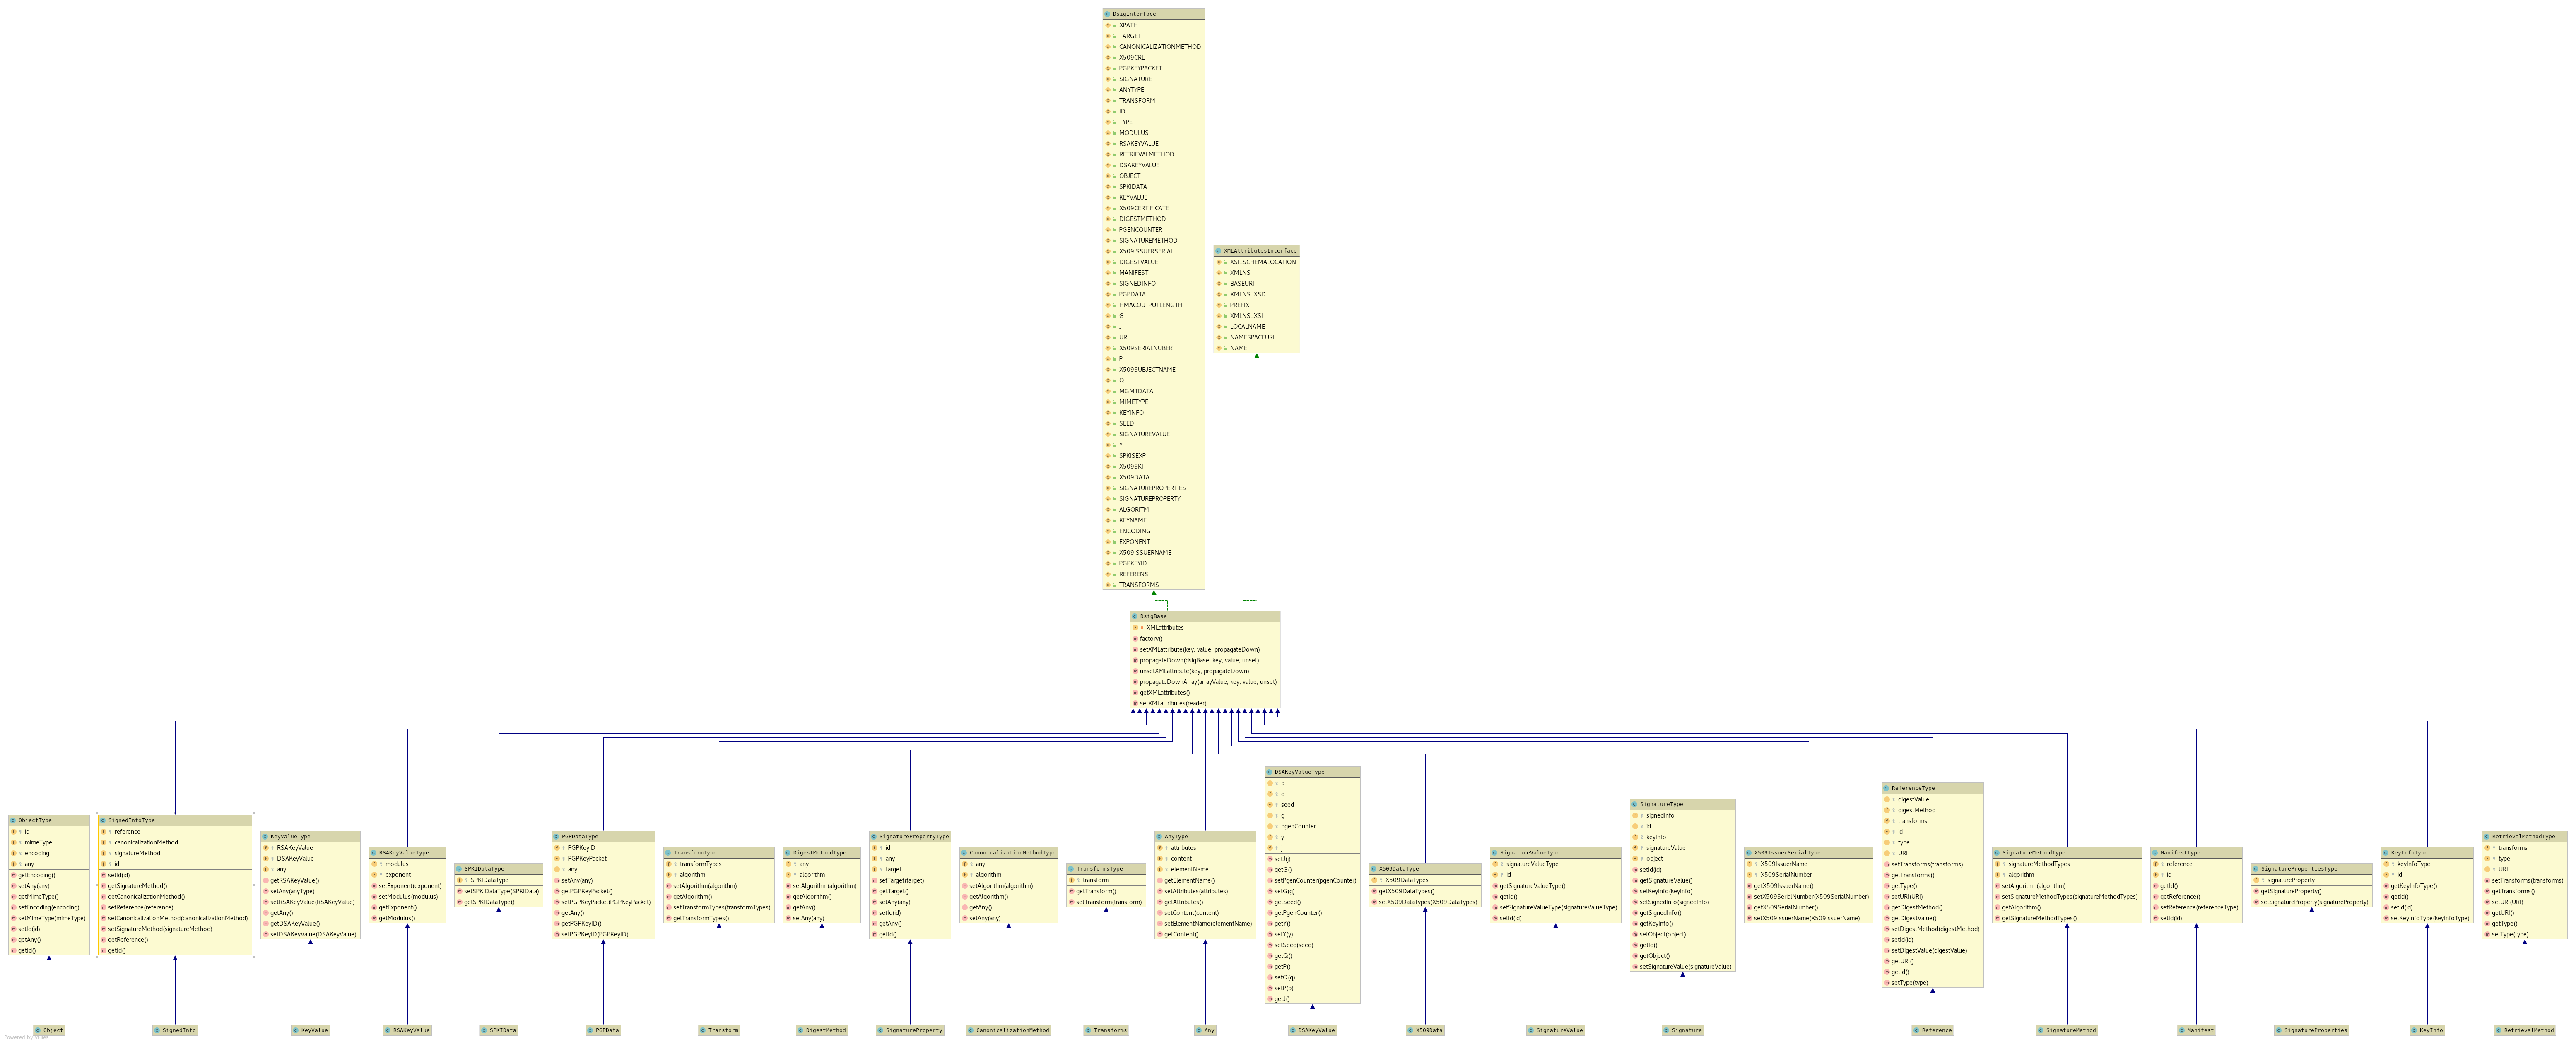 DsigInterface
XPATH
TARGET
CANONICALIZATIONMETHOD
X509CRL
PGPKEYPACKET
SIGNATURE
ANYTYPE
TRANSFORM
ID
TYPE
MODULUS
RSAKEYVALUE
RETRIEVALMETHOD
DSAKEYVALUE
OBJECT
SPKIDATA
KEYVALUE
X509CERTIFICATE
DIGESTMETHOD
PGENCOUNTER
SIGNATUREMETHOD
X509ISSUERSERIAL
DIGESTVALUE
MANIFEST
SIGNEDINFO
PGPDATA
HMACOUTPUTLENGTH
G
J
URI
X509SERIALNUBER
P
X509SUBJECTNAME
Q
MGMTDATA
MIMETYPE
KEYINFO
SEED
SIGNATUREVALUE
Y
SPKISEXP
X509SKI
X509DATA
SIGNATUREPROPERTIES
SIGNATUREPROPERTY
ALGORITM
KEYNAME
ENCODING
EXPONENT
X509ISSUERNAME
PGPKEYID
REFERENS
TRANSFORMS
XMLAttributesInterface
XSI_SCHEMALOCATION
XMLNS
BASEURI
XMLNS_XSD
PREFIX
XMLNS_XSI
LOCALNAME
NAMESPACEURI
NAME
DsigBase
XMLattributes
factory()
setXMLattribute(key, value, propagateDown)
propagateDown(dsigBase, key, value, unset)
unsetXMLattribute(key, propagateDown)
propagateDownArray(arrayValue, key, value, unset)
getXMLattributes()
setXMLattributes(reader)
ObjectType
id
mimeType
encoding
any
getEncoding()
setAny(any)
getMimeType()
setEncoding(encoding)
setMimeType(mimeType)
setId(id)
getAny()
getId()
SignedInfoType
reference
canonicalizationMethod
signatureMethod
id
setId(id)
getSignatureMethod()
getCanonicalizationMethod()
setReference(reference)
setCanonicalizationMethod(canonicalizationMethod)
setSignatureMethod(signatureMethod)
getReference()
getId()
KeyValueType
RSAKeyValue
DSAKeyValue
any
getRSAKeyValue()
setAny(anyType)
setRSAKeyValue(RSAKeyValue)
getAny()
getDSAKeyValue()
setDSAKeyValue(DSAKeyValue)
RSAKeyValueType
modulus
exponent
setExponent(exponent)
setModulus(modulus)
getExponent()
getModulus()
SPKIDataType
SPKIDataType
setSPKIDataType(SPKIData)
getSPKIDataType()
PGPDataType
PGPKeyID
PGPKeyPacket
any
setAny(any)
getPGPKeyPacket()
setPGPKeyPacket(PGPKeyPacket)
getAny()
getPGPKeyID()
setPGPKeyID(PGPKeyID)
TransformType
transformTypes
algorithm
setAlgorithm(algorithm)
getAlgorithm()
setTransformTypes(transformTypes)
getTransformTypes()
DigestMethodType
any
algorithm
setAlgorithm(algorithm)
getAlgorithm()
getAny()
setAny(any)
SignaturePropertyType
id
any
target
setTarget(target)
getTarget()
setAny(any)
setId(id)
getAny()
getId()
CanonicalizationMethodType
any
algorithm
setAlgorithm(algorithm)
getAlgorithm()
getAny()
setAny(any)
TransformsType
transform
getTransform()
setTransform(transform)
AnyType
attributes
content
elementName
getElementName()
setAttributes(attributes)
getAttributes()
setContent(content)
setElementName(elementName)
getContent()
DSAKeyValueType
p
q
seed
g
pgenCounter
y
j
setJ(j)
getG()
setPgenCounter(pgenCounter)
setG(g)
getSeed()
getPgenCounter()
getY()
setY(y)
setSeed(seed)
getQ()
getP()
setQ(q)
setP(p)
getJ()
X509DataType
X509DataTypes
getX509DataTypes()
setX509DataTypes(X509DataTypes)
SignatureValueType
signatureValueType
id
getSignatureValueType()
getId()
setSignatureValueType(signatureValueType)
setId(id)
SignatureType
signedInfo
id
keyInfo
signatureValue
object
setId(id)
getSignatureValue()
setKeyInfo(keyInfo)
setSignedInfo(signedInfo)
getSignedInfo()
getKeyInfo()
setObject(object)
getId()
getObject()
setSignatureValue(signatureValue)
X509IssuerSerialType
X509IssuerName
X509SerialNumber
getX509IssuerName()
setX509SerialNumber(X509SerialNumber)
getX509SerialNumber()
setX509IssuerName(X509IssuerName)
ReferenceType
digestValue
digestMethod
transforms
id
type
URI
setTransforms(transforms)
getTransforms()
getType()
setURI(URI)
getDigestMethod()
getDigestValue()
setDigestMethod(digestMethod)
setId(id)
setDigestValue(digestValue)
getURI()
getId()
setType(type)
SignatureMethodType
signatureMethodTypes
algorithm
setAlgorithm(algorithm)
setSignatureMethodTypes(signatureMethodTypes)
getAlgorithm()
getSignatureMethodTypes()
ManifestType
reference
id
getId()
getReference()
setReference(referenceType)
setId(id)
SignaturePropertiesType
signatureProperty
getSignatureProperty()
setSignatureProperty(signatureProperty)
KeyInfoType
keyInfoType
id
getKeyInfoType()
getId()
setId(id)
setKeyInfoType(keyInfoType)
RetrievalMethodType
transforms
type
URI
setTransforms(transforms)
getTransforms()
setURI(URI)
getURI()
getType()
setType(type)
Object
SignedInfo
KeyValue
RSAKeyValue
SPKIData
PGPData
Transform
DigestMethod
SignatureProperty
CanonicalizationMethod
Transforms
Any
DSAKeyValue
X509Data
SignatureValue
Signature
Reference
SignatureMethod
Manifest
SignatureProperties
KeyInfo
RetrievalMethod
Powered by yFiles